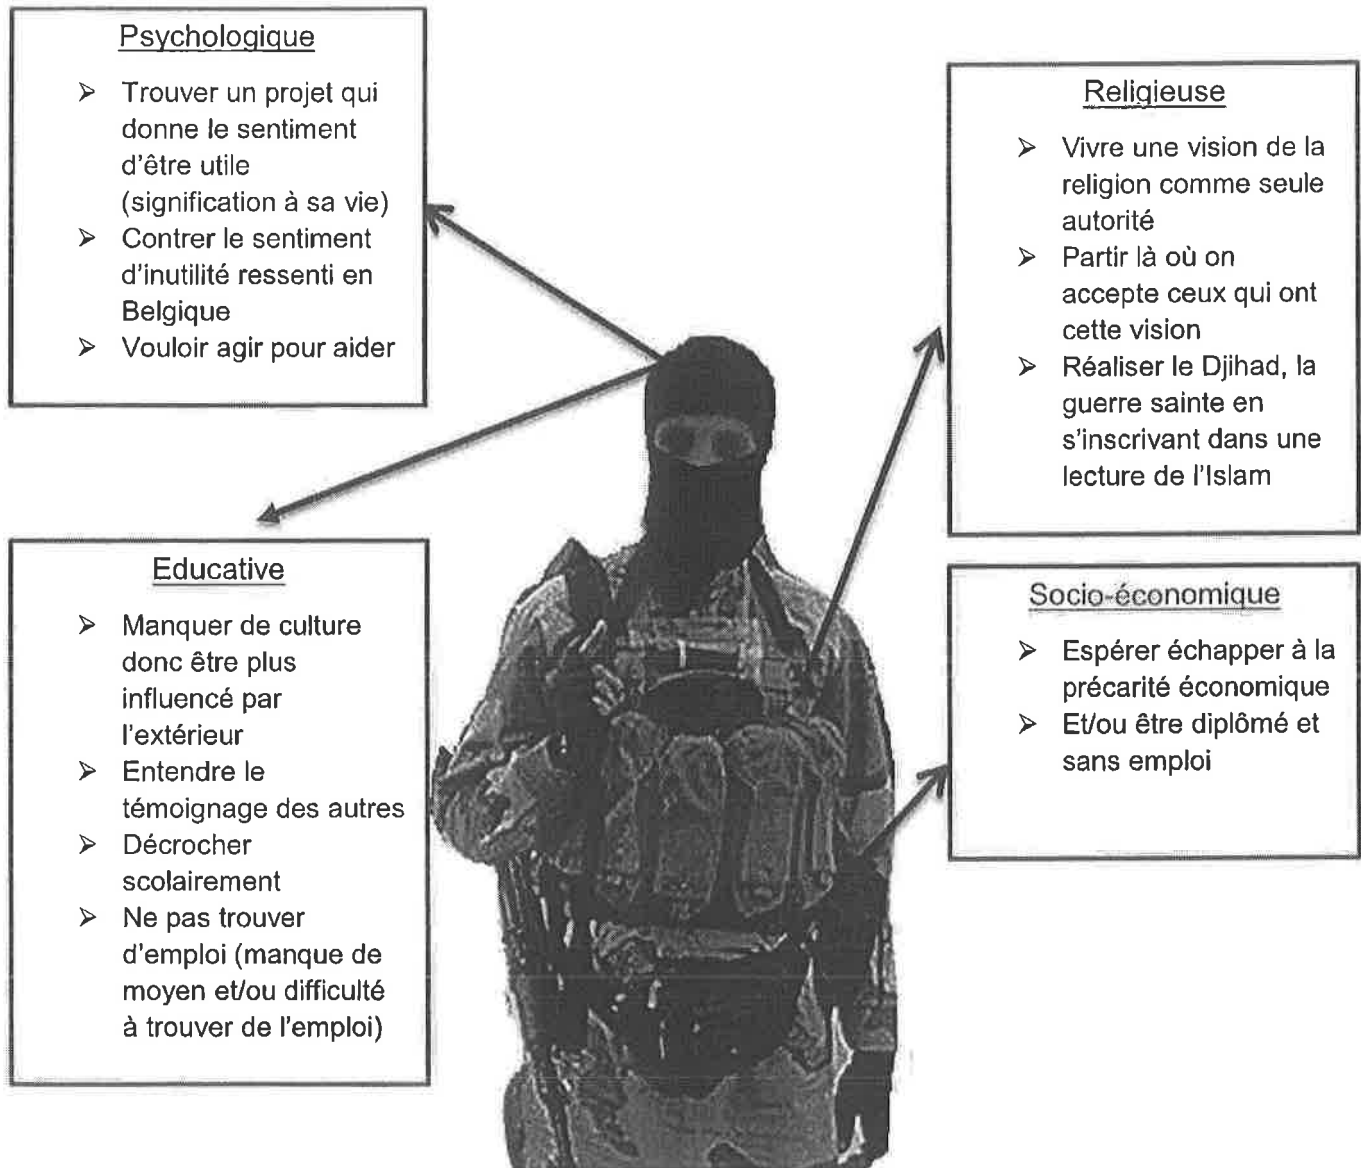 Psychologique
➤ Trouver un projet qui
donne le sentiment
d'être utile
(signification à sa vie)
➤ Contrer le sentiment
d'inutilité ressenti en
Belgique
➤ Vouloir agir pour aider
Religieuse
➤ Vivre une vision de la
religion comme seule
autorité
➤ Partir là où on
accepte ceux qui ont
cette vision
➤ Réaliser le Djihad, la
guerre sainte en
s'inscrivant dans une
lecture de l'Islam
Educative
➤ Manquer de culture
donc être plus
influencé par
l'extérieur
➤ Entendre le
témoignage des autres
➤ Décrocher
scolairement
➤ Ne pas trouver
d'emploi (manque de
moyen et/ou difficulté
à trouver de l'emploi)
Socio-économique
➤ Espérer échapper à la
précarité économique
➤ Et/ou être diplômé et
sans emploi